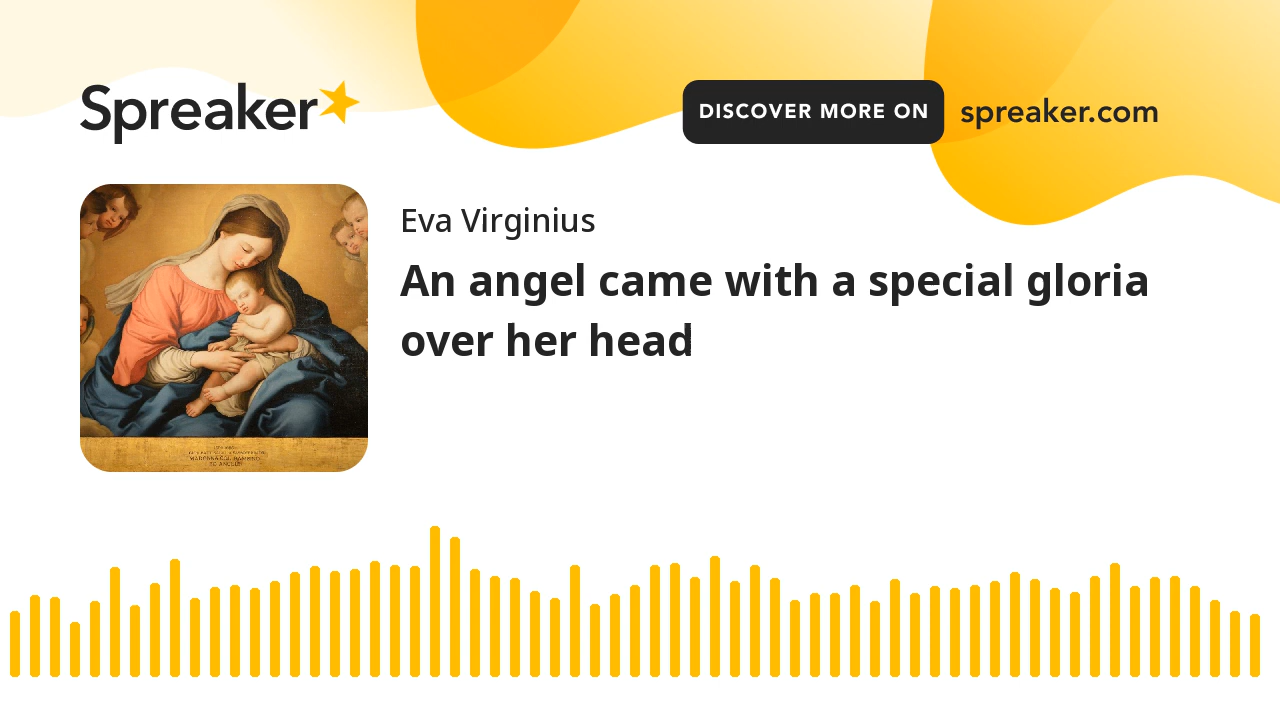 Spreaker
DISCOVER MORE ON
spreaker.com
Eva Virginius
An angel came with a special gloria
over her head